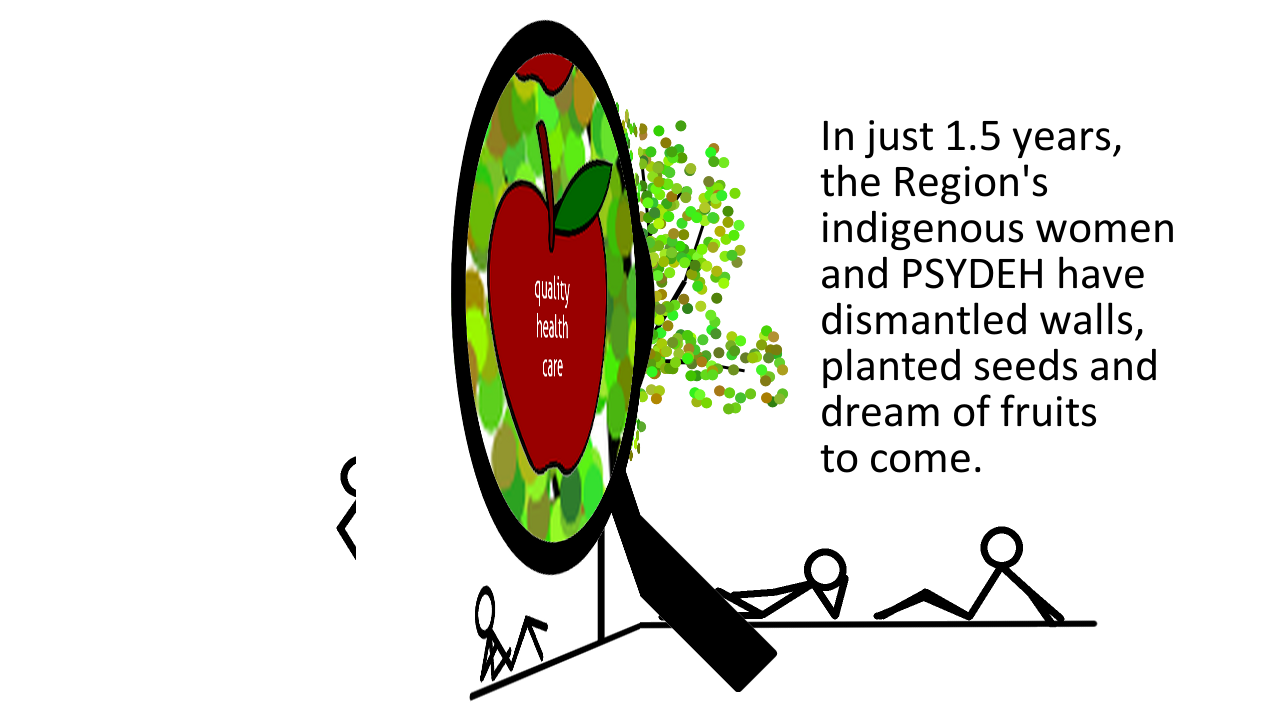 quality
health
care
In just 1.5 years,
the Region's
indigenous women
and PSYDEH have
dismantled walls,
planted seeds and
dream of fruits
to come.